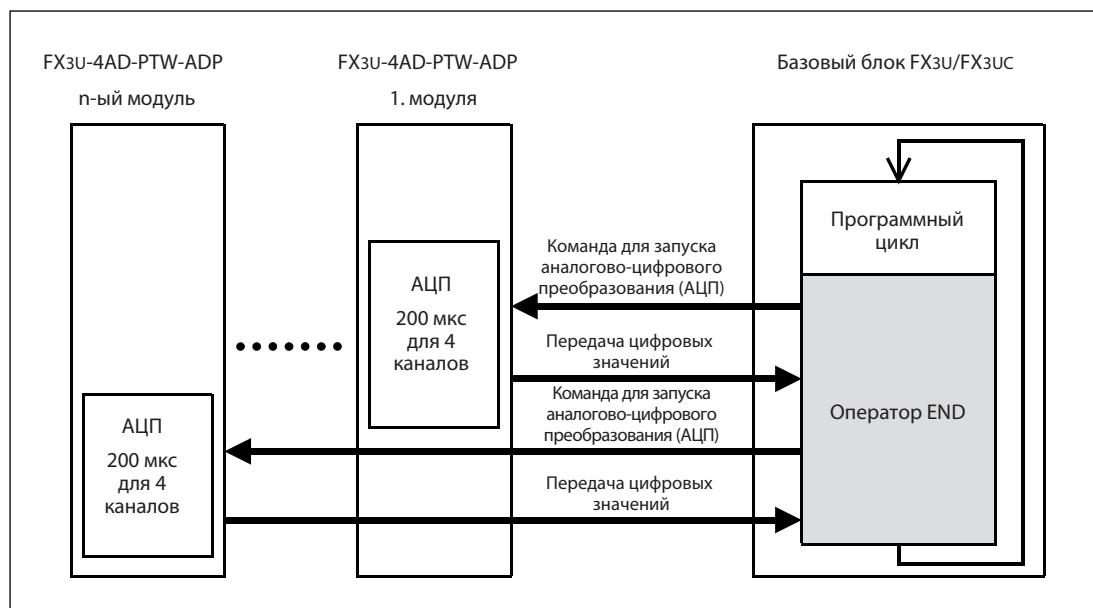 FX3U-4AD-PTW-ADP
n-ый модуль
FX3U-4AD-PTW-ADP
1. модуля
Базовый блок FX3U/FX3UC
Программный
цикл
Команда для запуска
аналогово-цифрового
преобразования (АЦП)
АЦП
200 мкс
для 4
каналов
Передача цифровых
значений
Команда для запуска
аналогово-цифрового
преобразования (АЦП)
Оператор END
АЦП
200 мкс
для 4
каналов
Передача цифровых
значений